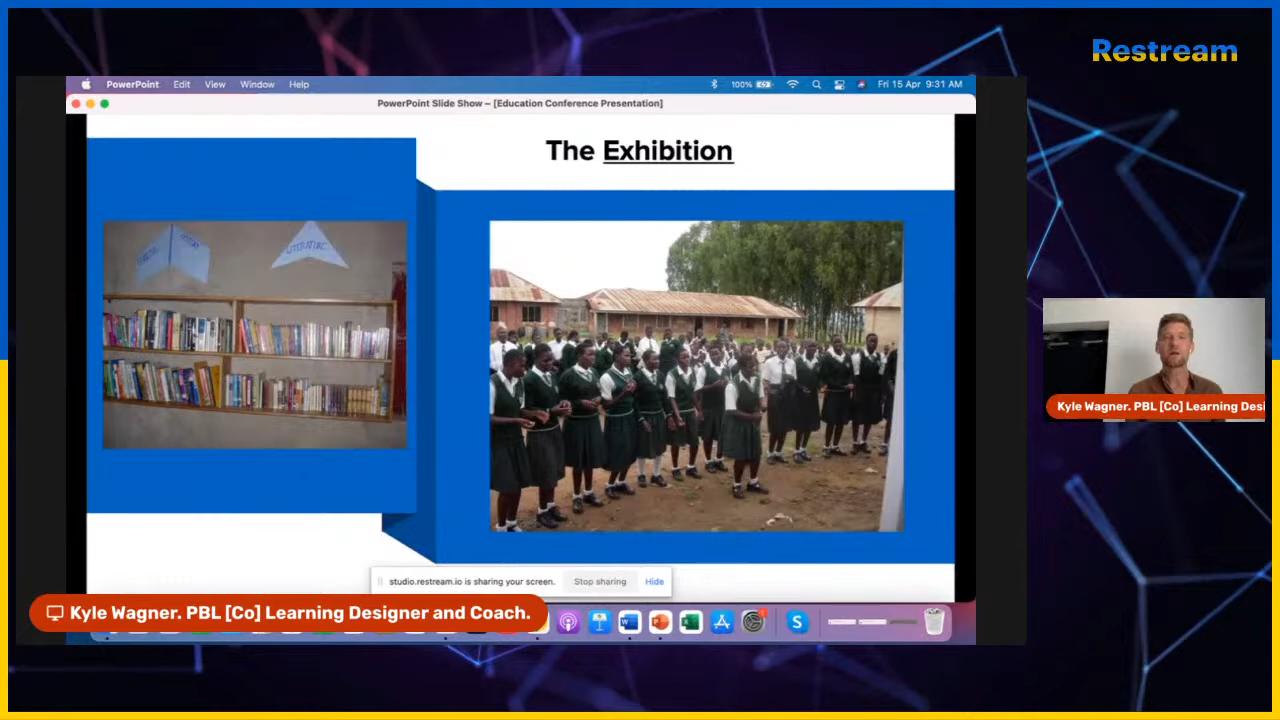 Restream
PowerPoint Edit View Window Help
100% Fri 15 Apr 9:31 AM
PowerPoint Slide Show – [Education Conference Presentation]
The Exhibition
LITERATURE
studio.restream.io is sharing your screen. Stop sharing Hide
Kyle Wagner. PBL [Co] Learning Designer and Coach.
Kyle Wagner. PBL [Co] Learning Desi